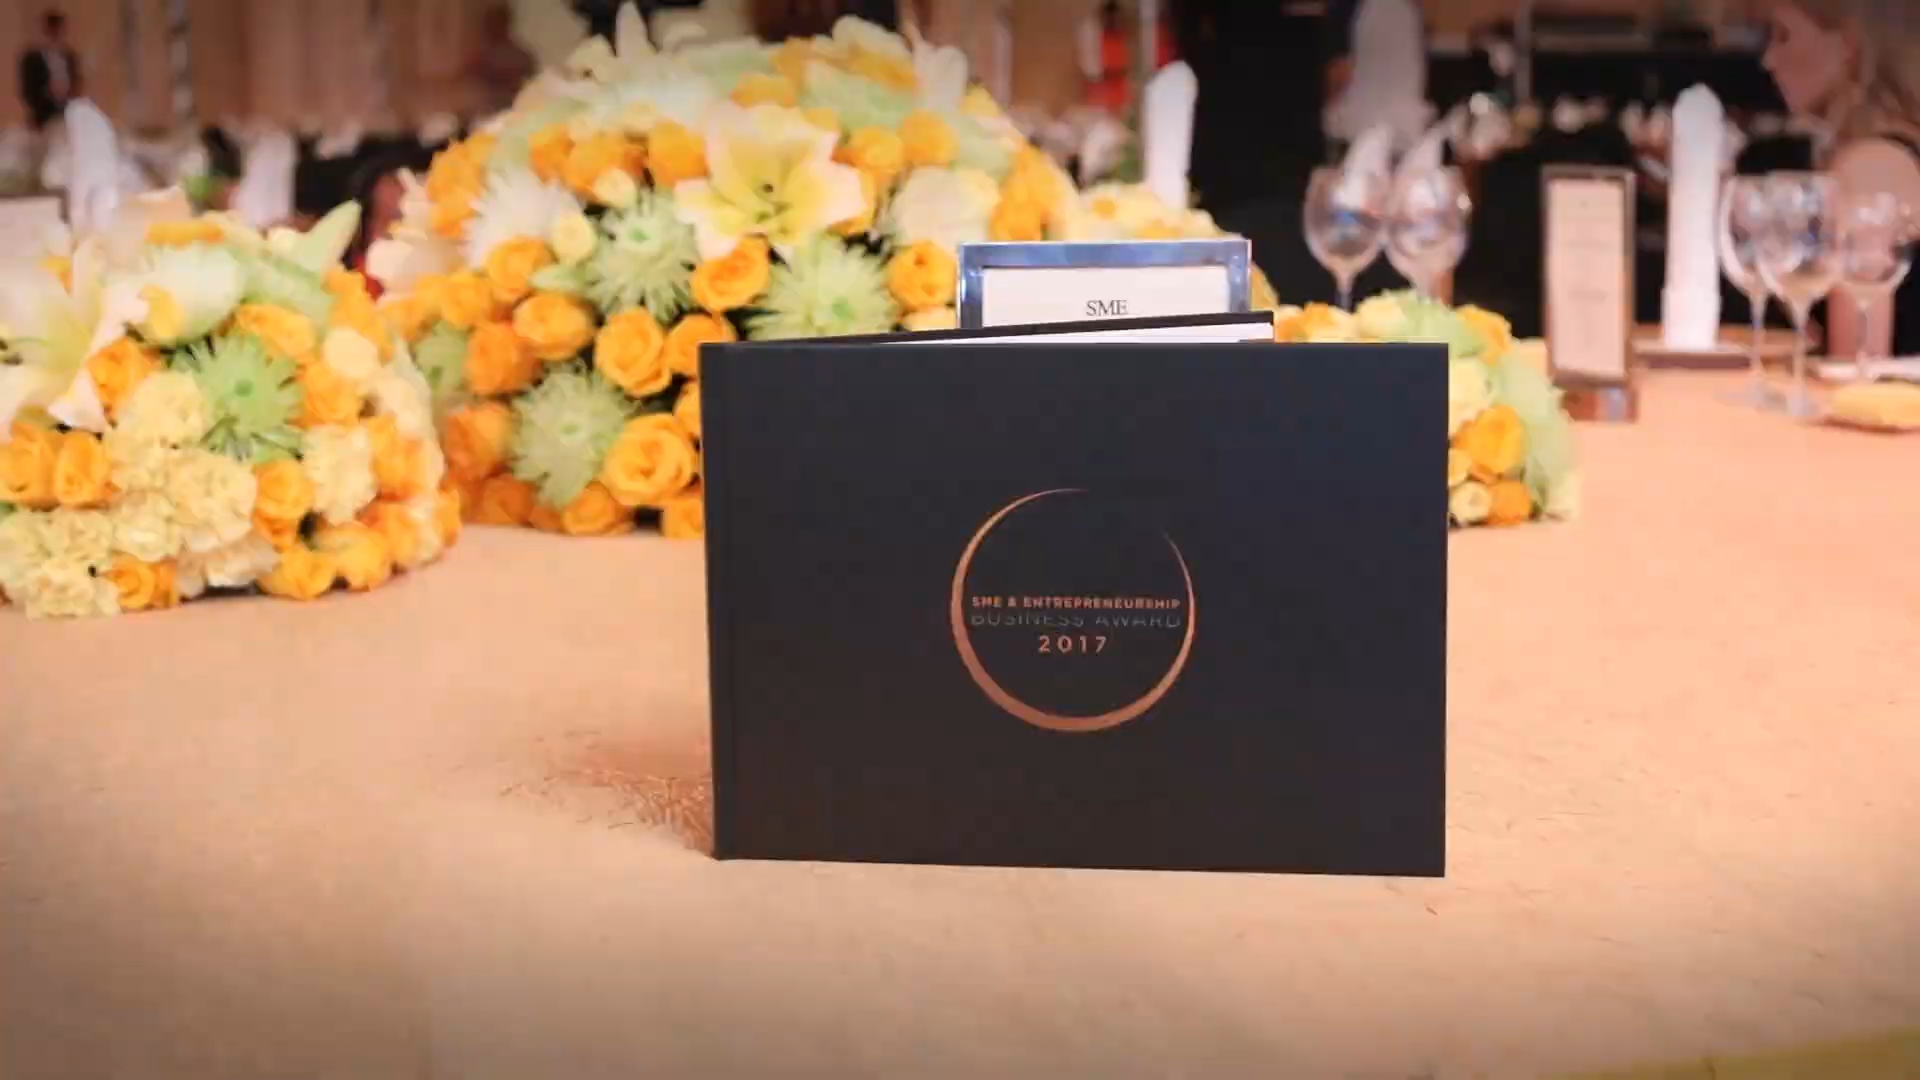 SME
SME & ENTREPRENEURSHIP
BUSINESS AWARD
2017